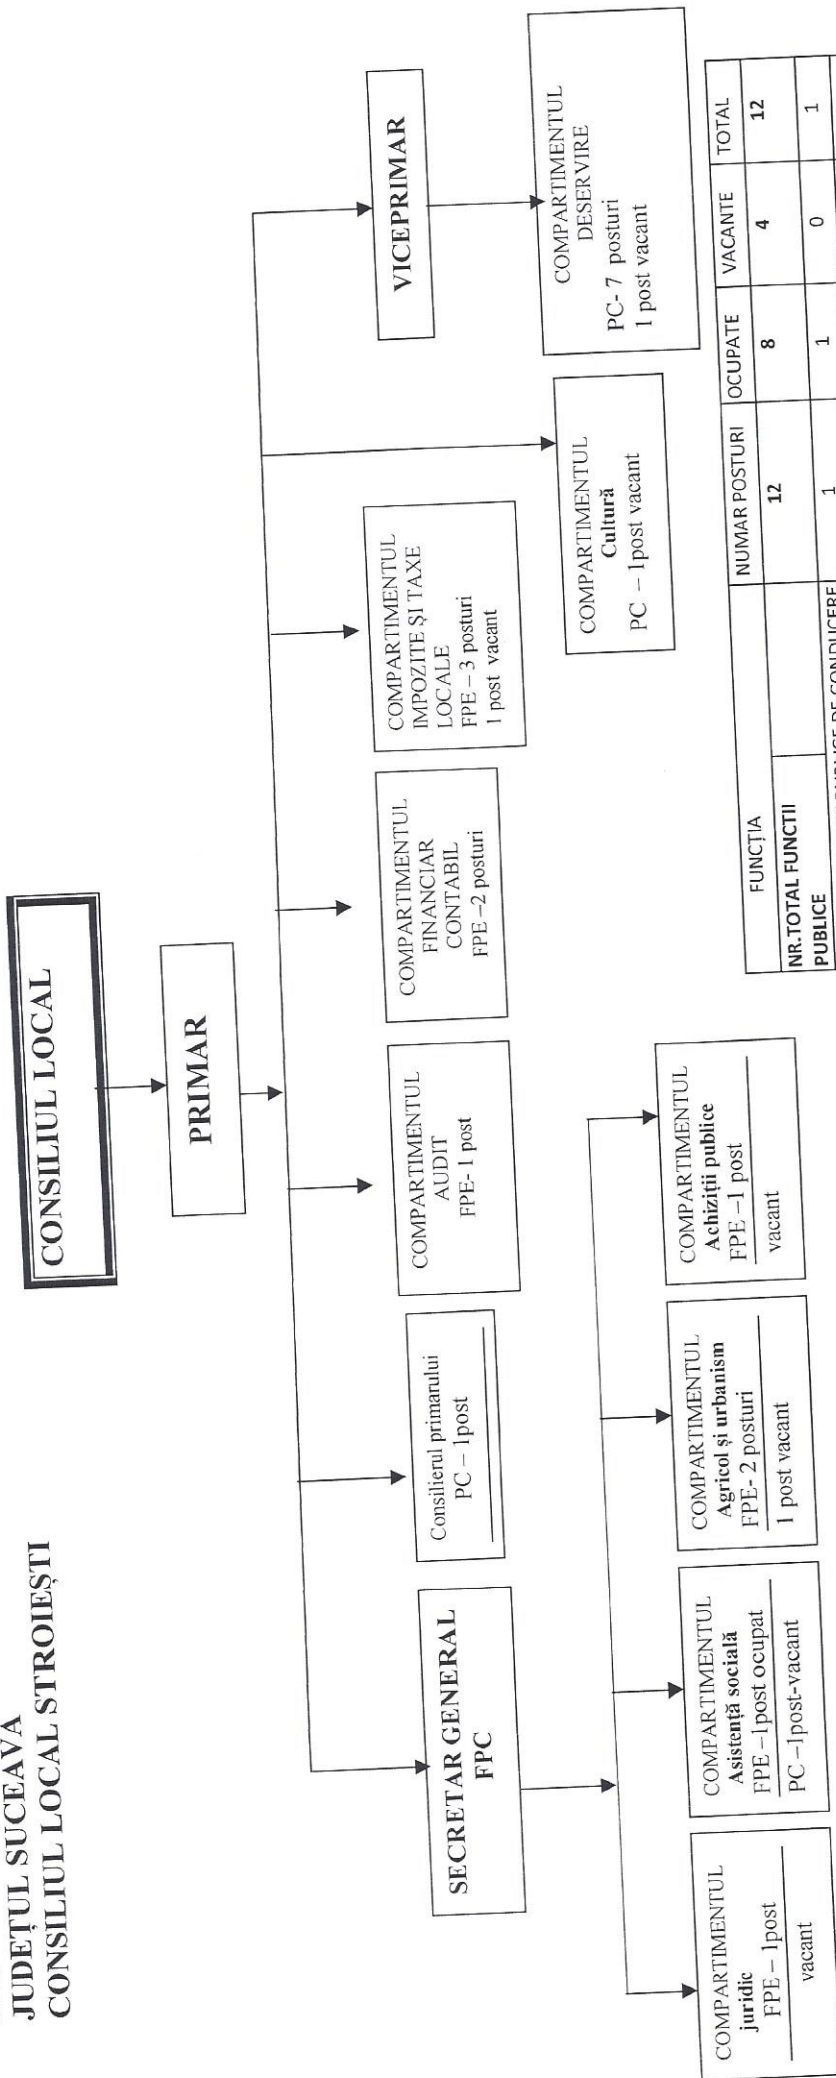 JUDEȚUL SUCEAVA
CONSILIUL LOCAL STROIEȘTI
CONSILIUL LOCAL
PRIMAR
SECRETAR GENERAL
FPC
Consilierul primarului
PC – 1post
COMPARTIMENTUL
AUDIT
FPE- 1 post
COMPARTIMENTUL
FINANCIAR
CONTABIL
FPE –2 posturi
COMPARTIMENTUL
IMPOZITE ȘI TAXE
LOCALE
FPE – 3 posturi
1 post vacant
VICEPRIMAR
COMPARTIMENTUL
juridic
FPE – 1post
vacant
COMPARTIMENTUL
Asistență socială
FPE –1post ocupat
PC –1post-vacant
COMPARTIMENTUL
Agricol și urbanism
FPE- 2 posturi
1 post vacant
COMPARTIMENTUL
Achiziții publice
FPE –1 post
vacant
COMPARTIMENTUL
Cultură
PC – 1post vacant
COMPARTIMENTUL
DESERVIRE
PC- 7 posturi
1 post vacant
FUNCȚIA NUMAR POSTURI OCUPATE VACANTE TOTAL
NR.TOTAL FUNCTII
PUBLICE 12 8 4 12
DE CONDUCERE 1 1 0 1